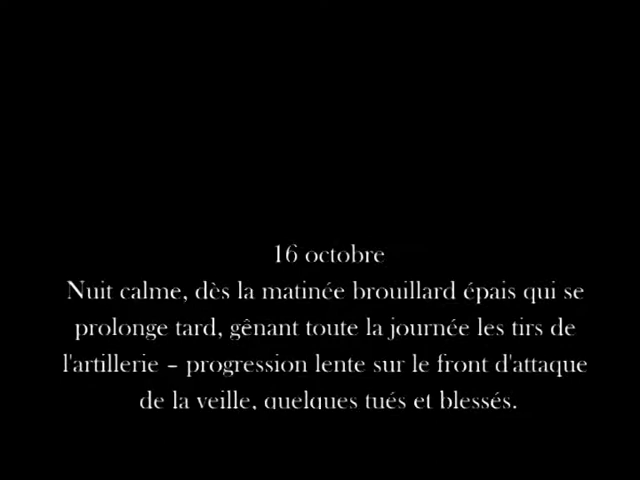 16 octobre
Nuit calme, dès la matinée brouillard épais qui se
prolonge tard, gênant toute la journée les tirs de
l'artillerie – progression lente sur le front d'attaque
de la veille, quelques tués et blessés.